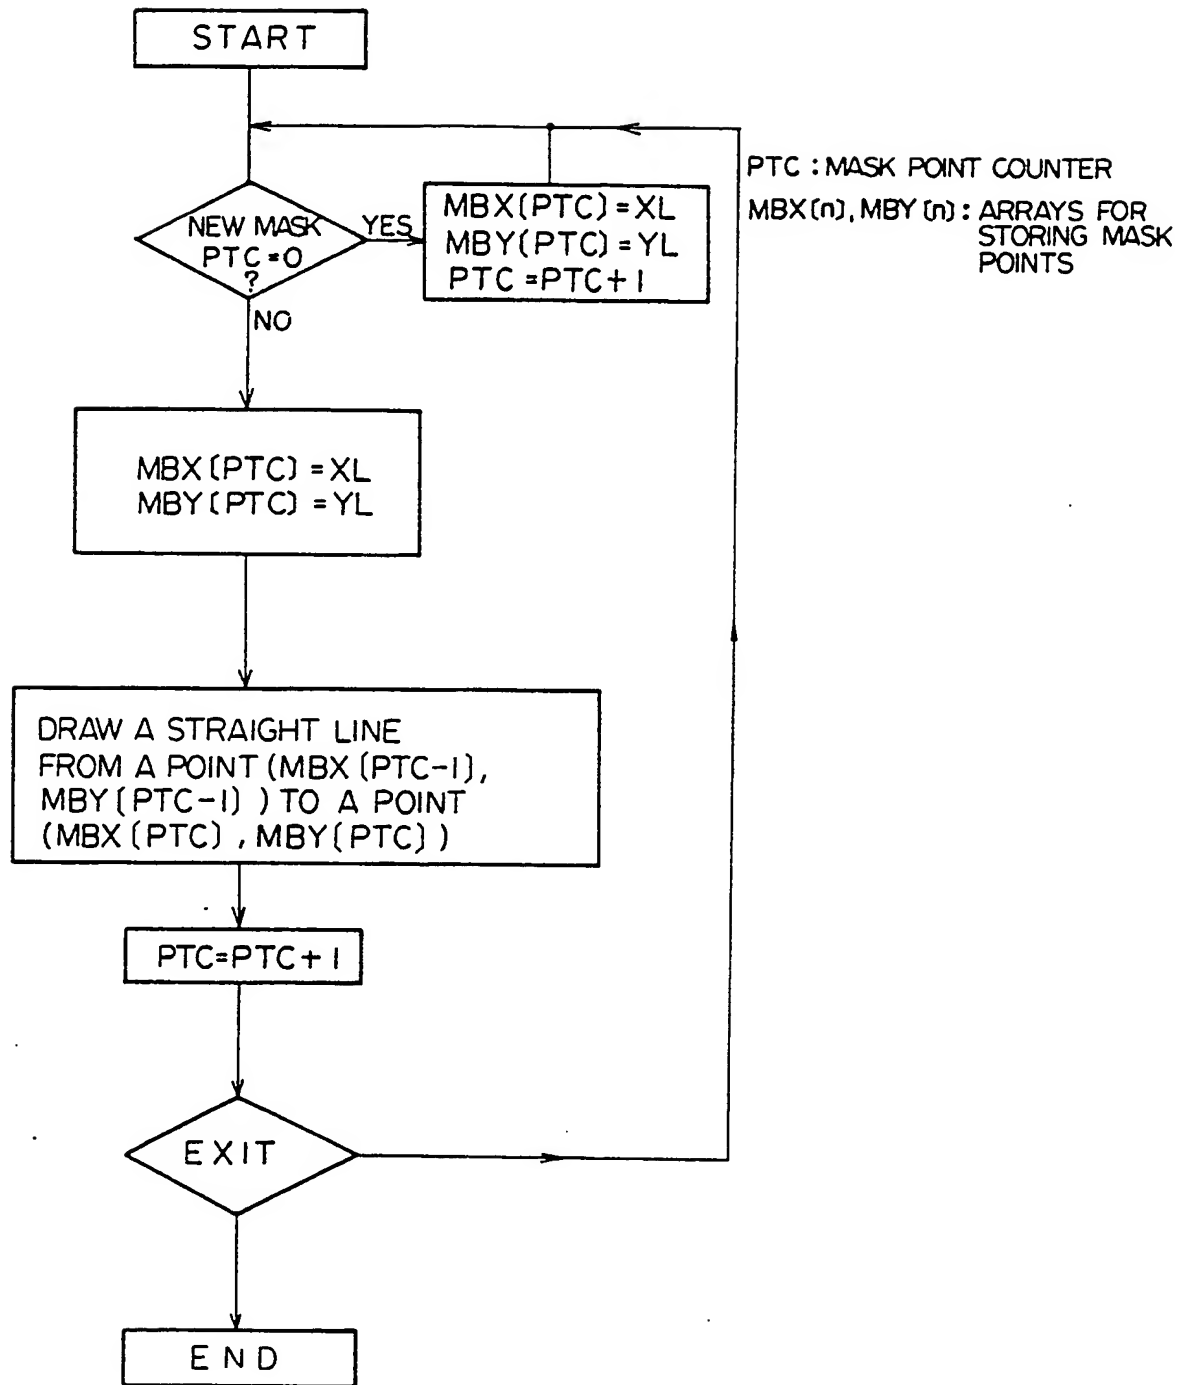 START
NEW MASK
PTC=0
?
YES
MBX(PTC)=XL
MBY(PTC)=YL
PTC=PTC+1
PTC : MASK POINT COUNTER
MBX(n), MBY(n) : ARRAYS FOR
STORING MASK
POINTS
NO
MBX(PTC)=XL
MBY(PTC)=YL
DRAW A STRAIGHT LINE
FROM A POINT (MBX(PTC-1),
MBY(PTC-1)) TO A POINT
(MBX(PTC), MBY(PTC))
PTC=PTC+1
EXIT
END